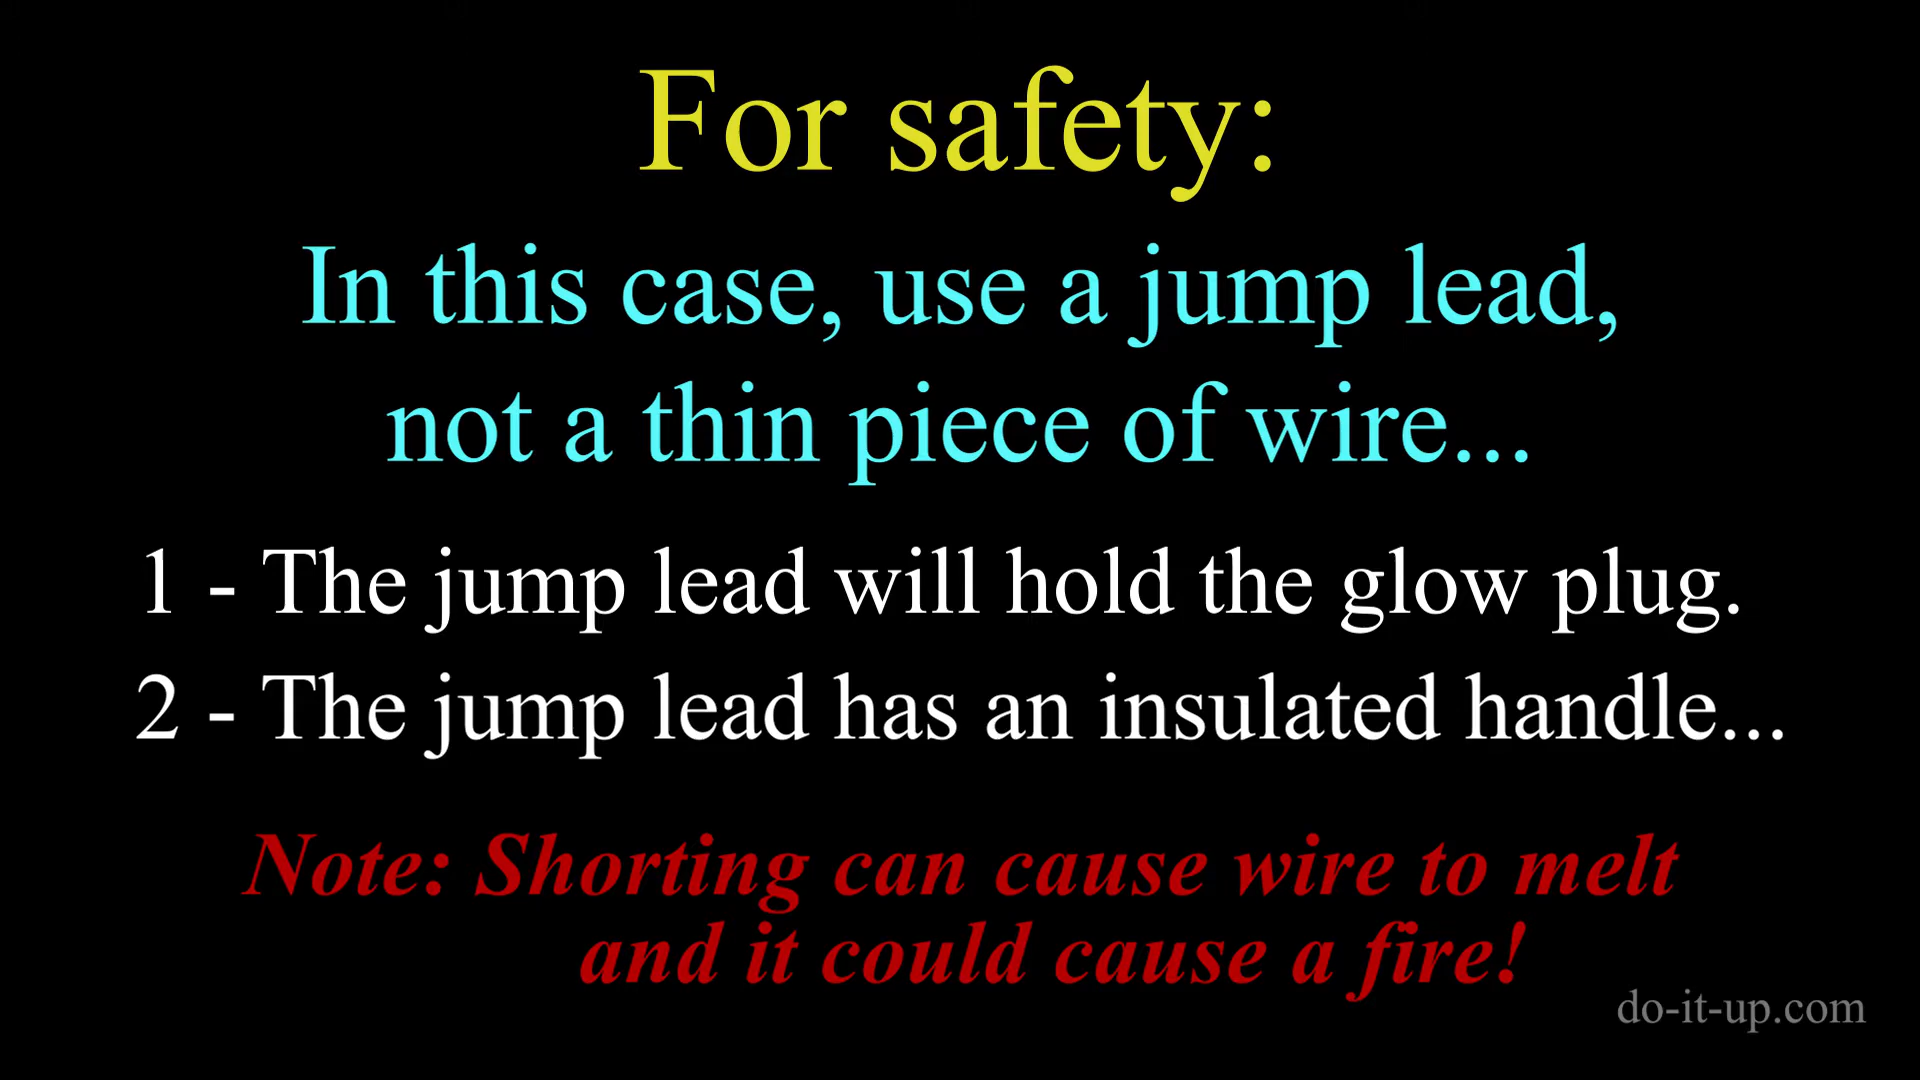 For safety:
In this case, use a jump lead,
not a thin piece of wire...
1 - The jump lead will hold the glow plug.
2 - The jump lead has an insulated handle...
Note: Shorting can cause wire to melt
and it could cause a fire!
do-it-up.com